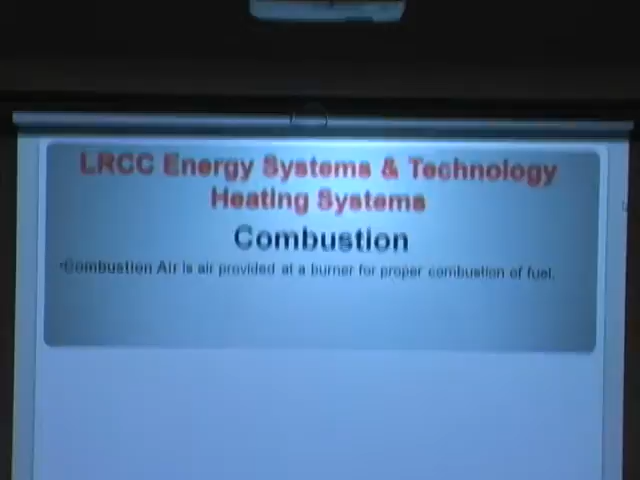 LRCC Energy Systems & Technology
Heating Systems
Combustion
•Combustion Air is air provided at a burner for proper combustion of fuel.